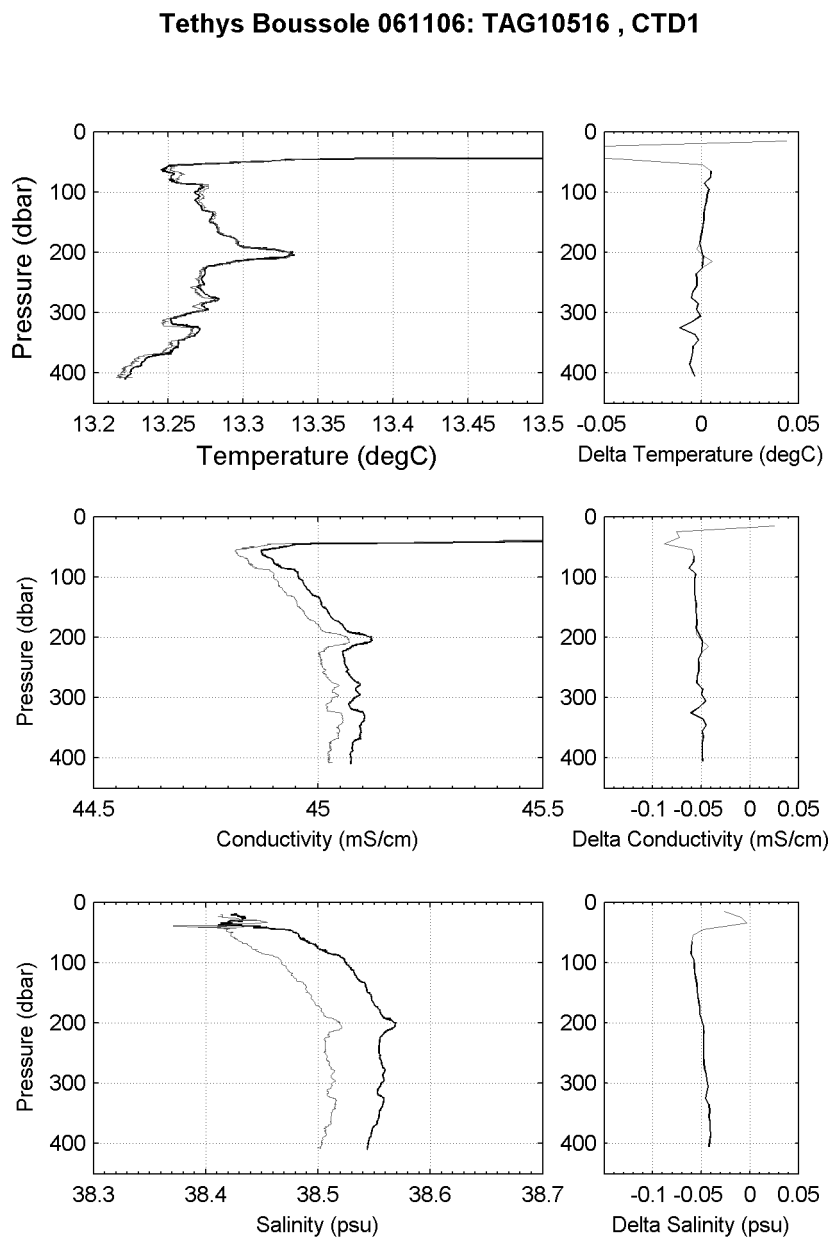 Tethys Boussole 061106: TAG10516 , CTD1
0
100
200
300
400
Pressure (dbar)
13.2 13.25 13.3 13.35 13.4 13.45 13.5
Temperature (degC)
0
100
200
300
400
-0.05 0 0.05
Delta Temperature (degC)
0
100
200
300
400
Pressure (dbar)
44.5 45 45.5
Conductivity (mS/cm)
0
100
200
300
400
-0.1 -0.05 0 0.05
Delta Conductivity (mS/cm)
0
100
200
300
400
Pressure (dbar)
38.3 38.4 38.5 38.6 38.7
Salinity (psu)
0
100
200
300
400
-0.1 -0.05 0 0.05
Delta Salinity (psu)